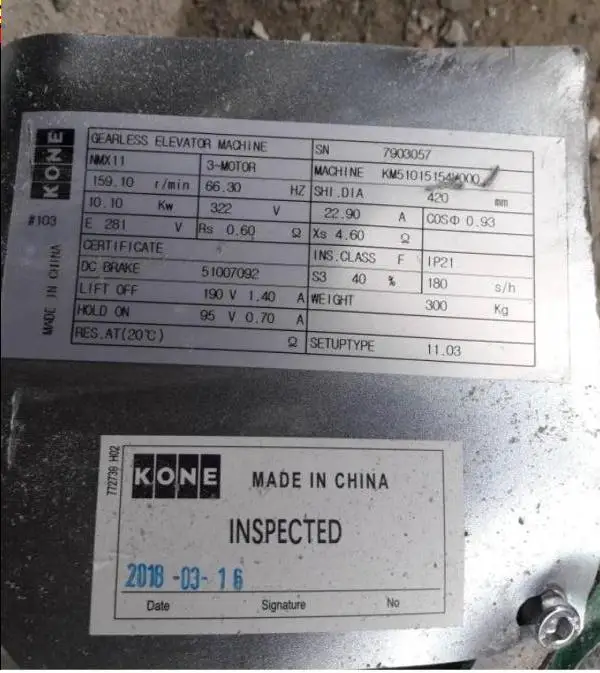 KONE
#103
MADE IN CHINA
GEARLESS ELEVATOR MACHINE SN 7903057
NMX11 3~MOTOR MACHINE KM51015154V000
159.10 r/min 66.30 HZ SHI.DIA 420 mm
10.10 Kw 322 V 22.90 A COSΦ 0.93
E 281 V Rs 0.60 Ω Xs 4.60 Ω
CERTIFICATE INS.CLASS F IP21
DC BRAKE 51007092 S3 40 % 180 s/h
LIFT OFF 190 V 1.40 A WEIGHT 300 Kg
HOLD ON 95 V 0.70 A
RES.AT(20℃) Ω SETUPTYPE 11.03
772739 H02
KONE MADE IN CHINA
INSPECTED
2018-03-16
Date Signature No